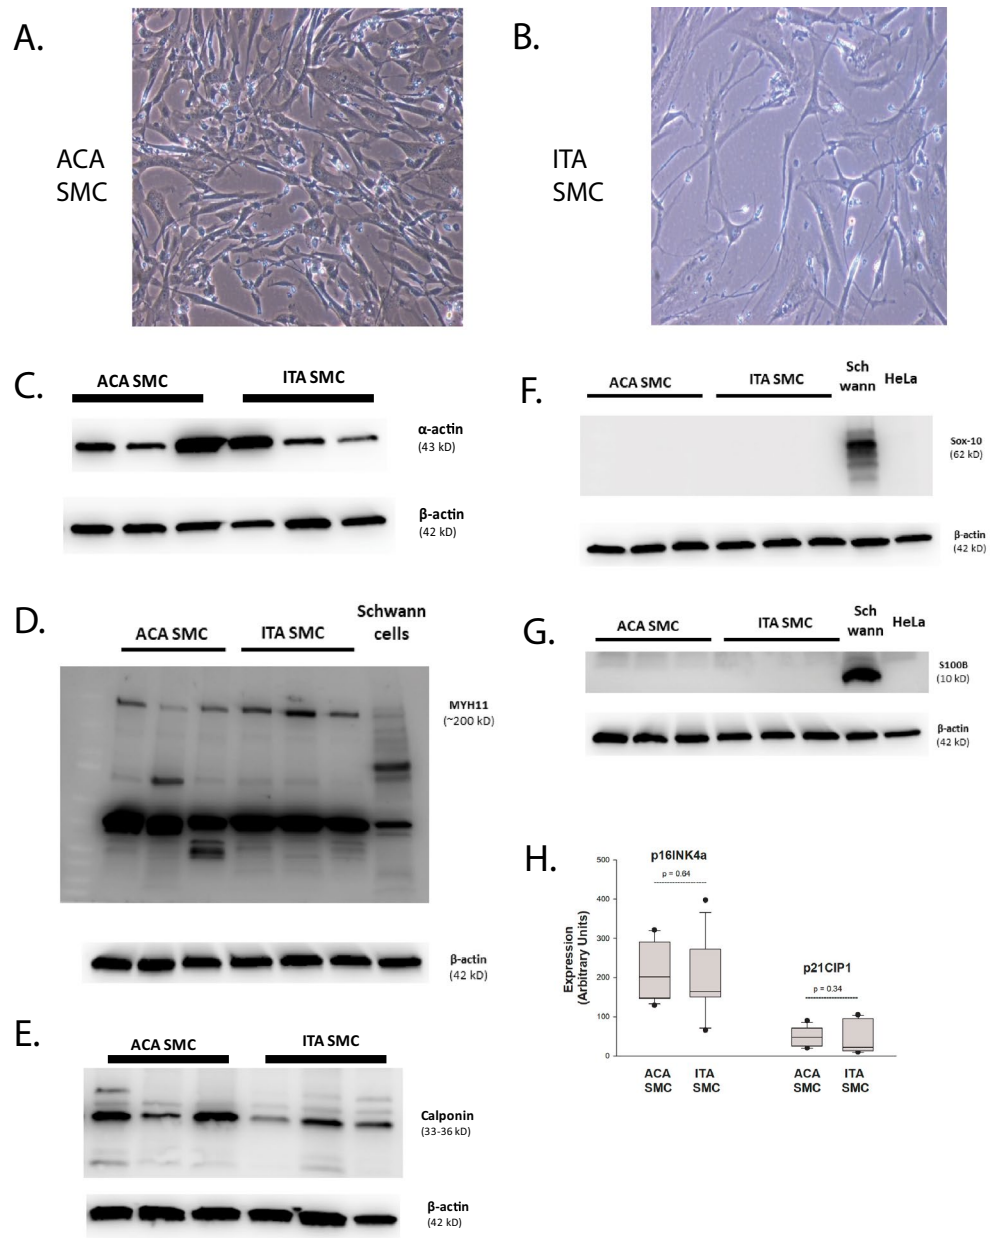 A.
ACA
SMC
B.
ITA
SMC
C.
ACA SMC
ITA SMC
α-actin
(43 kD)
β-actin
(42 kD)
D.
ACA SMC
ITA SMC
Schwann
cells
MYH11
(~200 kD)
β-actin
(42 kD)
E.
ACA SMC
ITA SMC
Calponin
(33-36 kD)
β-actin
(42 kD)
F.
ACA SMC
ITA SMC
Sch
wann
HeLa
Sox-10
(62 kD)
β-actin
(42 kD)
G.
ACA SMC
ITA SMC
Sch
wann
HeLa
S100B
(10 kD)
β-actin
(42 kD)
H.
p16INK4a
p = 0.64
p21CIP1
p = 0.34
Expression
(Arbitrary Units)
500
400
300
200
100
0
ACA
SMC
ITA
SMC
ACA
SMC
ITA
SMC